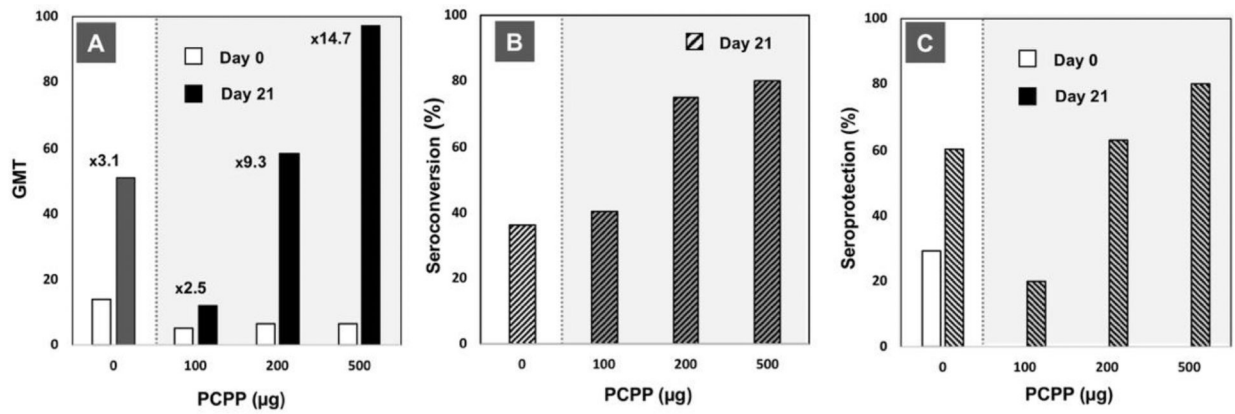 A
GMT
100
80
60
40
20
0
Day 0
Day 21
x3.1
x2.5
x9.3
x14.7
0 100 200 500
PCPP (µg)
B
Seroconversion (%)
100
80
60
40
20
0
Day 21
0 100 200 500
PCPP (µg)
C
Seroprotection (%)
100
80
60
40
20
0
Day 0
Day 21
0 100 200 500
PCPP (µg)